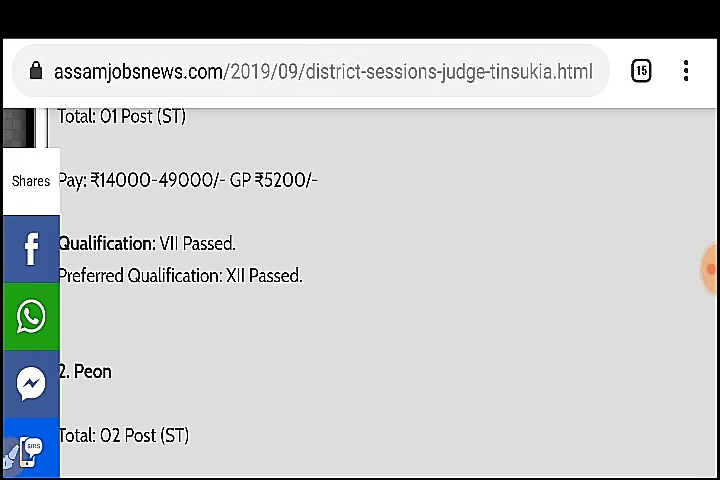 assamjobsnews.com/2019/09/district-sessions-judge-tinsukia.html
15
Total: 01 Post (ST)
Shares
Pay: ₹14000-49000/- GP ₹5200/-
Qualification: VII Passed.
Preferred Qualification: XII Passed.
2. Peon
Total: 02 Post (ST)
sms